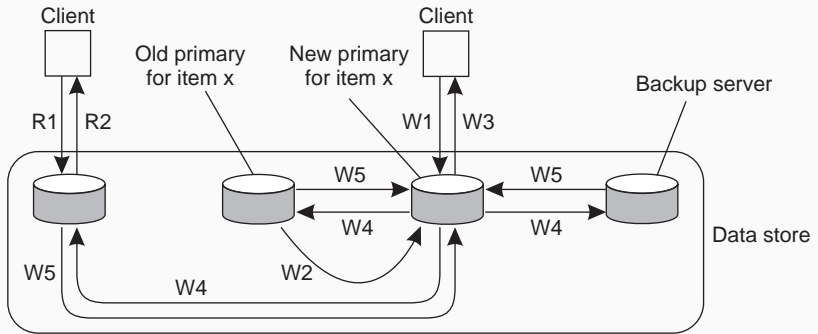 Client
Client
Old primary
for item x
New primary
for item x
Backup server
R1
R2
W1
W3
W5
W5
W4
W4
Data store
W5
W4
W2